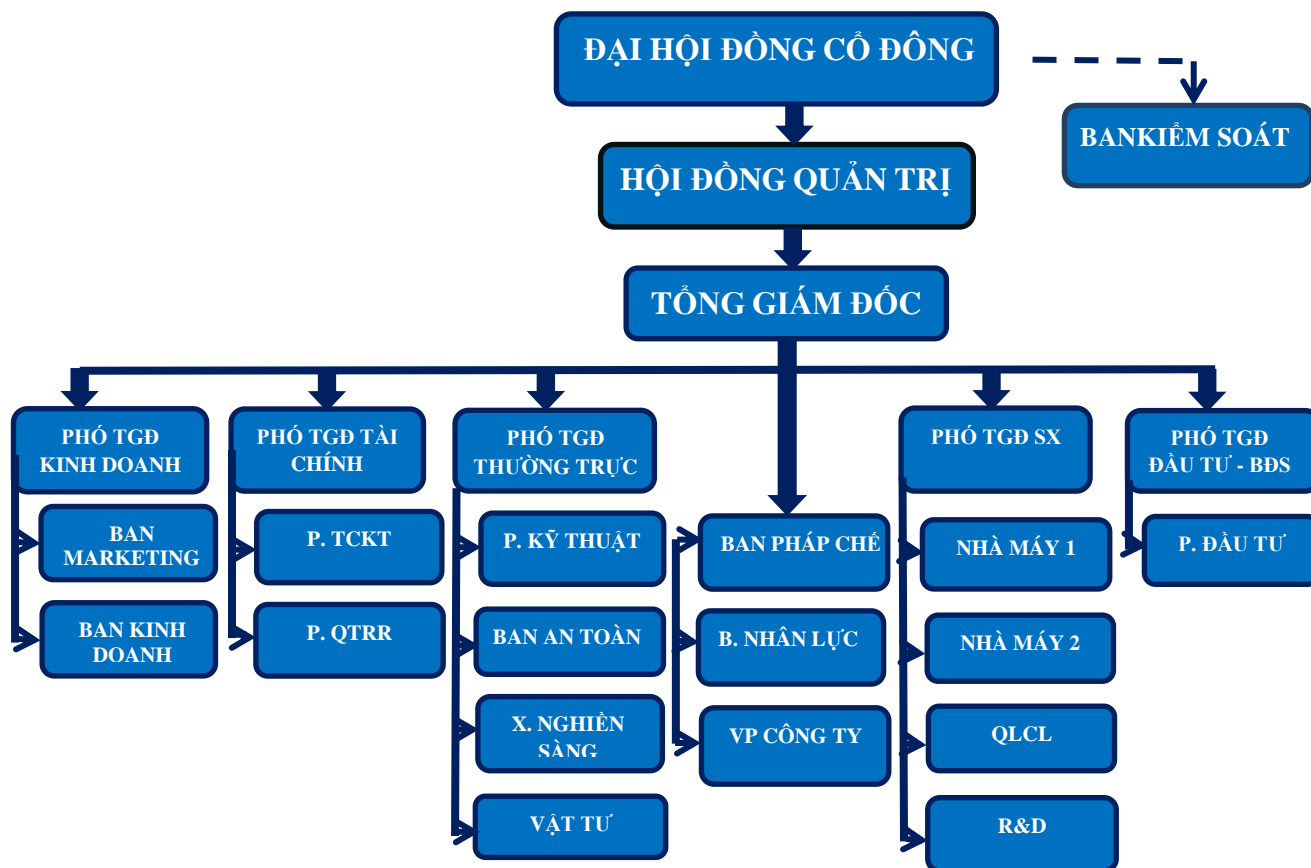 ĐẠI HỘI ĐỒNG CỔ ĐÔNG
BANKIỂM SOÁT
HỘI ĐỒNG QUẢN TRỊ
TỔNG GIÁM ĐỐC
PHÓ TGĐ
KINH DOANH
PHÓ TGĐ TÀI
CHÍNH
PHÓ TGĐ
THƯỜNG TRỰC
PHÓ TGĐ SX
PHÓ TGĐ
ĐẦU TƯ - BĐS
BAN
MARKETING
BAN KINH
DOANH
P. TCKT
P. QTRR
P. KỸ THUẬT
BAN AN TOÀN
X. NGHIỀN
SÀNG
VẬT TƯ
BAN PHÁP CHẾ
B. NHÂN LỰC
VP CÔNG TY
NHÀ MÁY 1
NHÀ MÁY 2
QLCL
R&D
P. ĐẦU TƯ